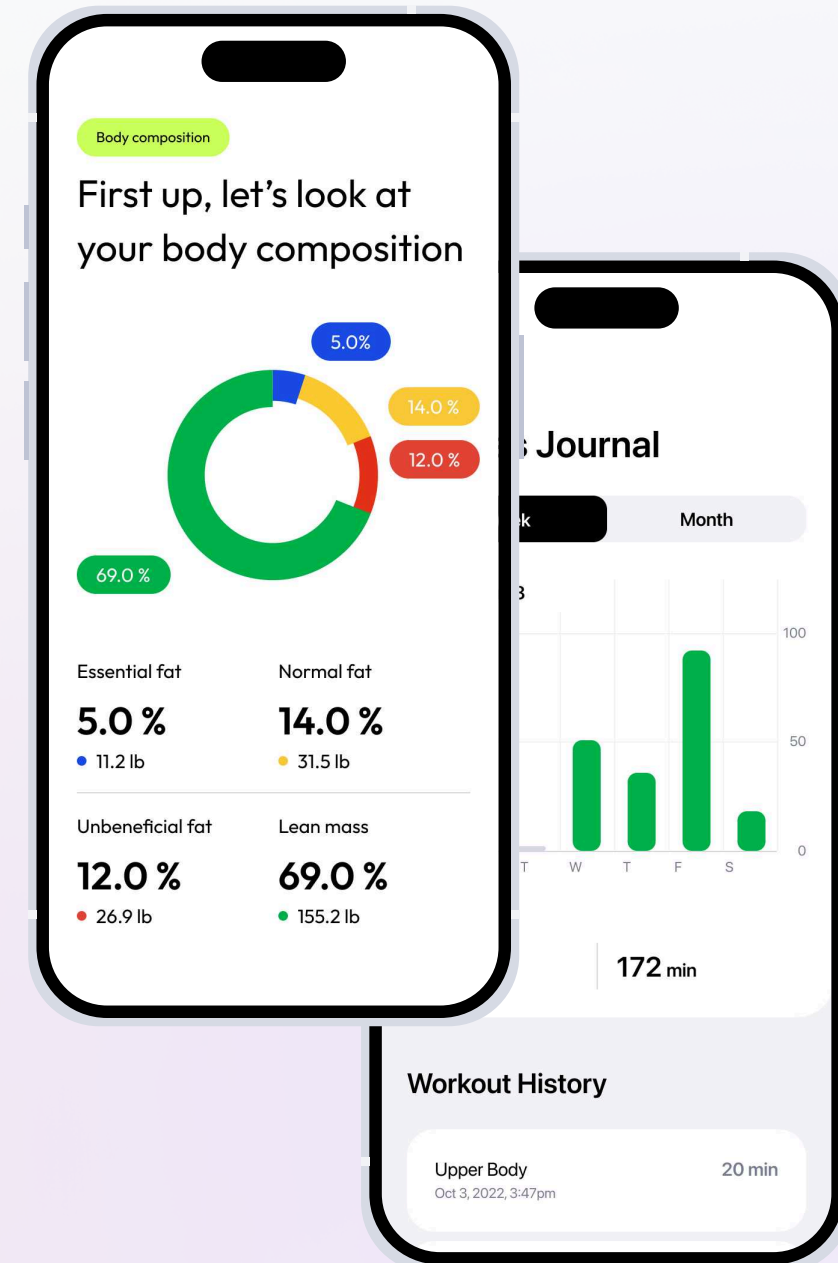 Body composition
First up, let’s look at
your body composition
5.0%
14.0 %
12.0 %
69.0 %
Essential fat
Normal fat
5.0 %
14.0 %
11.2 lb
31.5 lb
Unbeneficial fat
Lean mass
12.0 %
69.0 %
26.9 lb
155.2 lb
Journal
Month
100
50
0
T W T F S
172 min
Workout History
Upper Body
20 min
Oct 3, 2022, 3:47pm